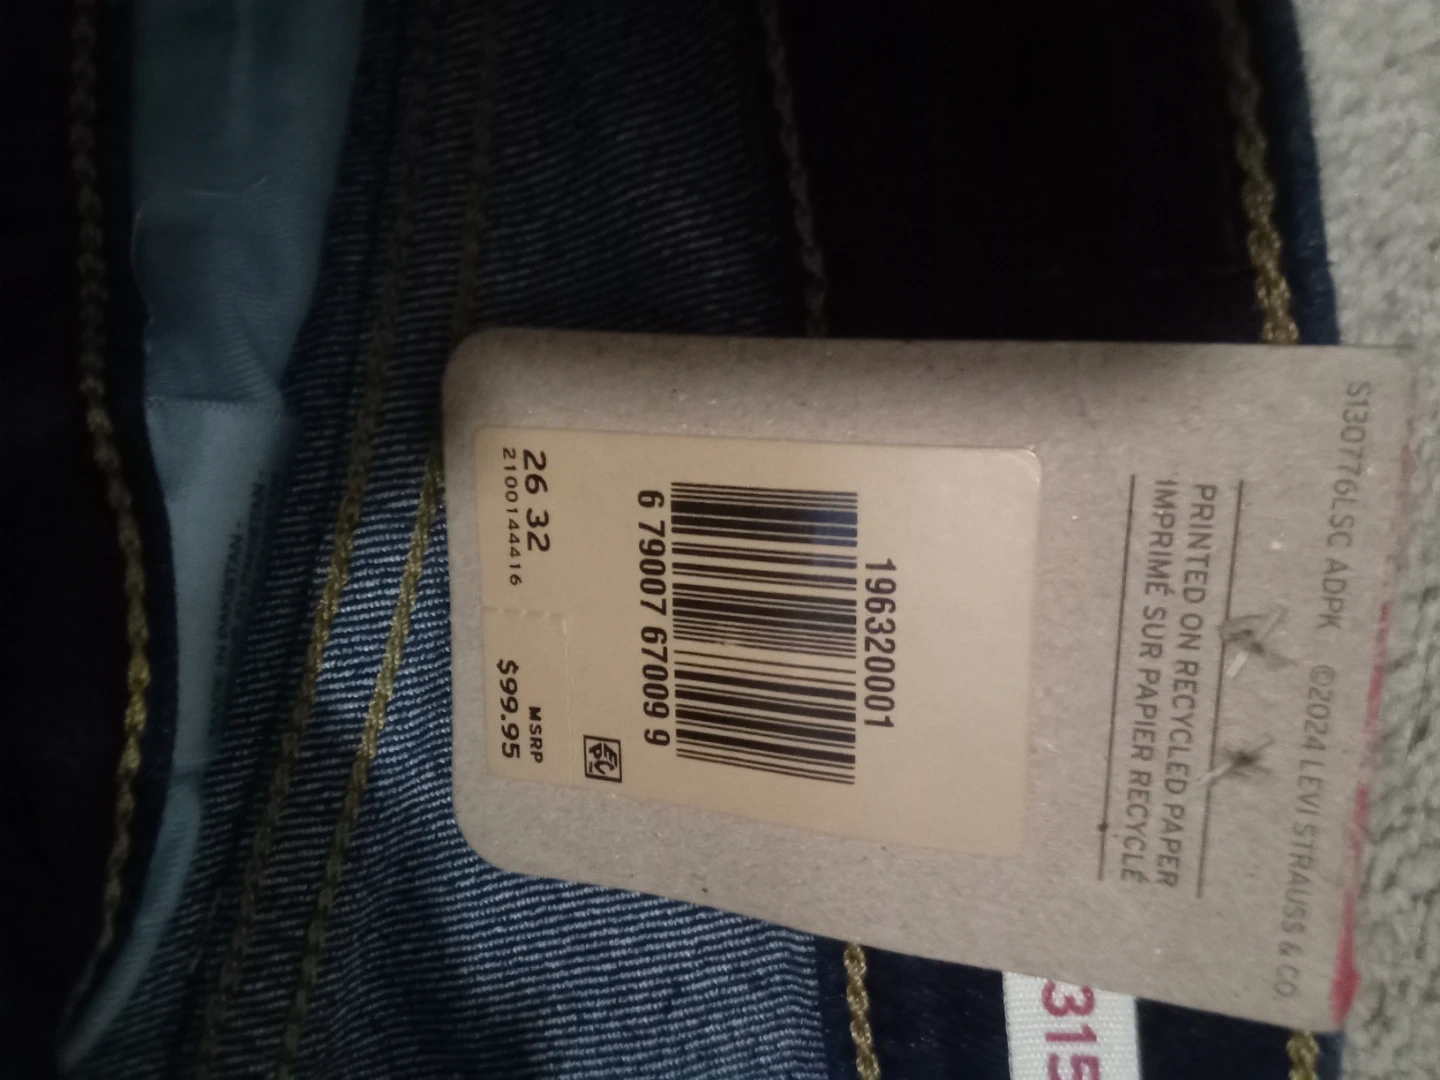 S130776LSC ADPK ©2024 LEVI STRAUSS & CO.
PRINTED ON RECYCLED PAPER
IMPRIMÉ SUR PAPIER RECYCLÉ
196320001
6 79007 67009 9
26 32
2100144416
MSRP
$99.95
315